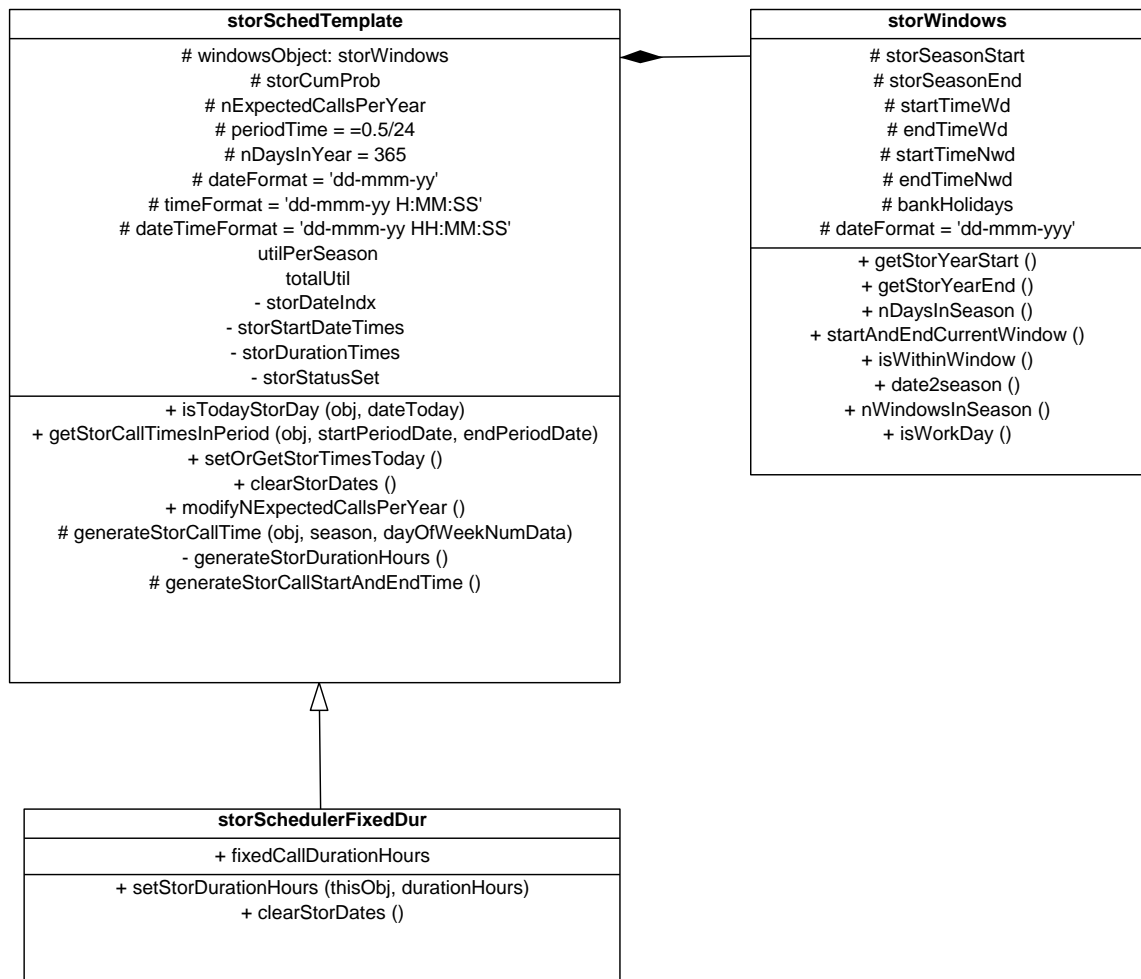 storSchedTemplate
# windowsObject: storWindows
# storCumProb
# nExpectedCallsPerYear
# periodTime = =0.5/24
# nDaysInYear = 365
# dateFormat = 'dd-mmm-yy'
# timeFormat = 'dd-mmm-yy H:MM:SS'
# dateTimeFormat = 'dd-mmm-yy HH:MM:SS'
utilPerSeason
totalUtil
- storDateIndx
- storStartDateTimes
- storDurationTimes
- storStatusSet
+ isTodayStorDay (obj, dateToday)
+ getStorCallTimesInPeriod (obj, startPeriodDate, endPeriodDate)
+ setOrGetStorTimesToday ()
+ clearStorDates ()
+ modifyNExpectedCallsPerYear ()
# generateStorCallTime (obj, season, dayOfWeekNumData)
- generateStorDurationHours ()
# generateStorCallStartAndEndTime ()
storWindows
# storSeasonStart
# storSeasonEnd
# startTimeWd
# endTimeWd
# startTimeNwd
# endTimeNwd
# bankHolidays
# dateFormat = 'dd-mmm-yyy'
+ getStorYearStart ()
+ getStorYearEnd ()
+ nDaysInSeason ()
+ startAndEndCurrentWindow ()
+ isWithinWindow ()
+ date2season ()
+ nWindowsInSeason ()
+ isWorkDay ()
storSchedulerFixedDur
+ fixedCallDurationHours
+ setStorDurationHours (thisObj, durationHours)
+ clearStorDates ()